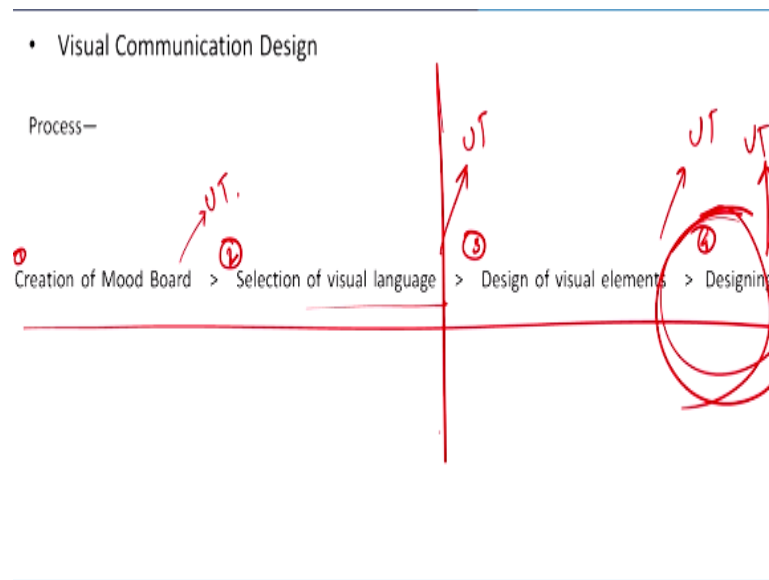 • Visual Communication Design
Process—
UT
UT
UT
UT.
1 2 3 4
Creation of Mood Board > Selection of visual language > Design of visual elements > Designing